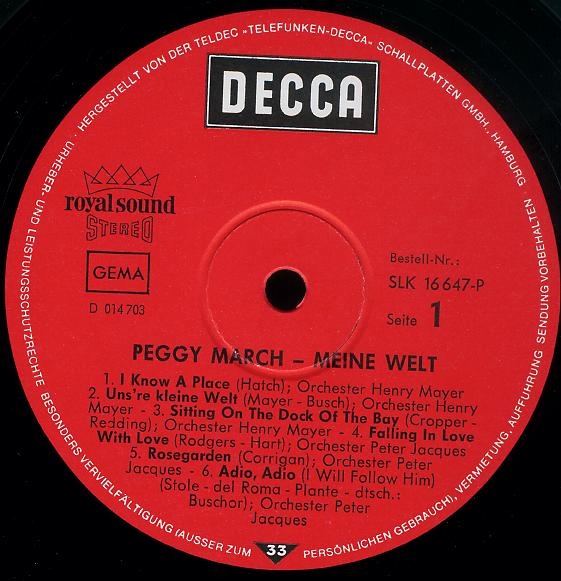 URHEBER- UND LEISTUNGSSCHUTZRECHTE · HERGESTELLT VON DER TELDEC »TELEFUNKEN-DECCA« SCHALLPLATTEN GMBH., HAMBURG
DECCA
royal sound
STEREO
GEMA
D 014703
Bestell-Nr.:
SLK 16647-P
Seite 1
PEGGY MARCH – MEINE WELT
1. I Know A Place (Hatch); Orchester Henry Mayer
2. Uns're kleine Welt (Mayer - Busch); Orchester Henry
Mayer - 3. Sitting On The Dock Of The Bay (Cropper -
Redding); Orchester Henry Mayer - 4. Falling In Love
With Love (Rodgers - Hart); Orchester Peter Jacques
5. Rosegarden (Corrigan); Orchester Peter
Jacques - 6. Adio, Adio (I Will Follow Him)
(Stole - del Roma - Plante - dtsch.:
Buschor); Orchester Peter
Jacques
BESONDERS VERVIELFÄLTIGUNG (AUSSER ZUM PERSÖNLICHEN GEBRAUCH), VERMIETUNG, AUFFÜHRUNG, SENDUNG VORBEHALTEN
33